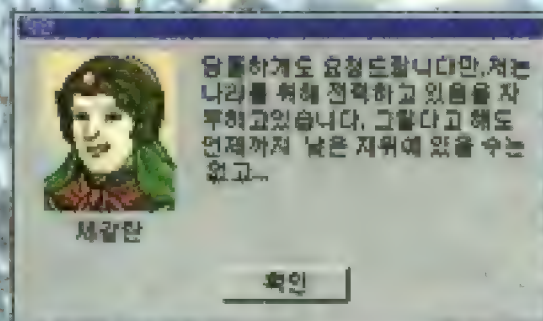 당돌하게도 요청드립니다만,저는
나라를 위해 전력하고 있음을 자
부하고있습니다. 그렇다고 해도
언제까지 낮은 지위에 있을 수는
없고...
확인